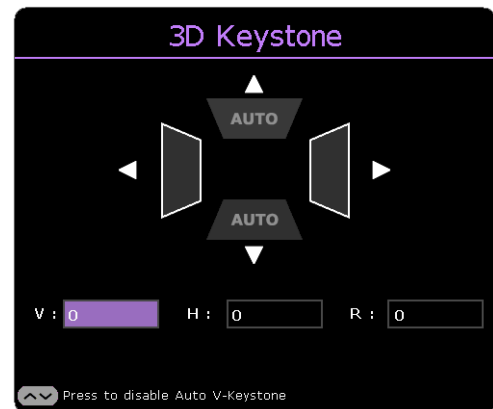 3D Keystone
AUTO
AUTO
V : 0 H : 0 R : 0
Press to disable Auto V-Keystone